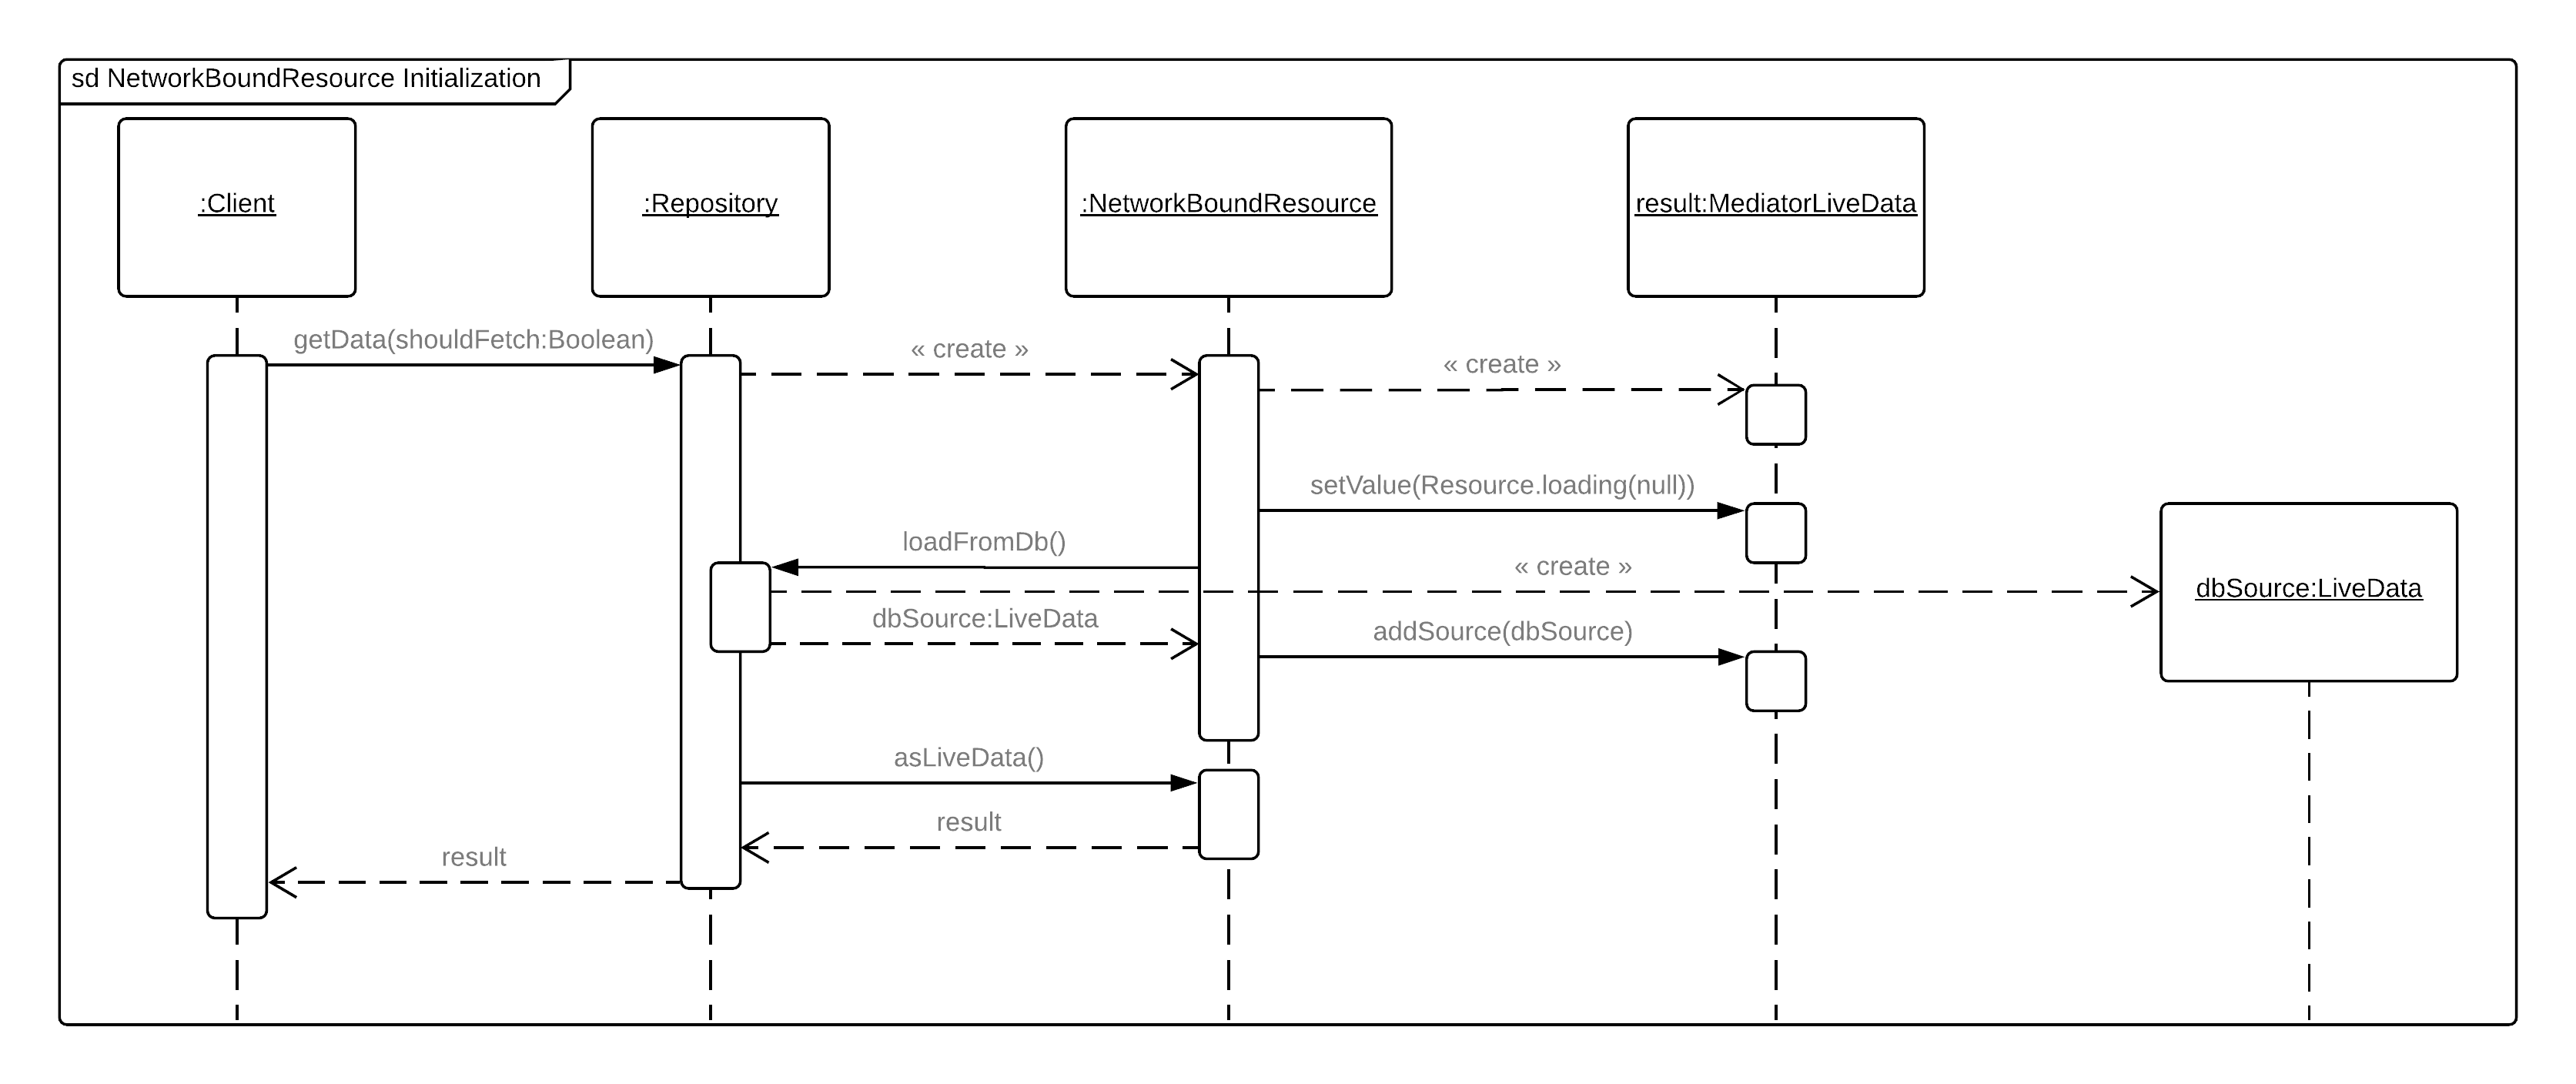 sd NetworkBoundResource Initialization
:Client
:Repository
:NetworkBoundResource
result:MediatorLiveData
getData(shouldFetch:Boolean)
« create »
« create »
setValue(Resource.loading(null))
loadFromDb()
« create »
dbSource:LiveData
dbSource:LiveData
addSource(dbSource)
asLiveData()
result
result